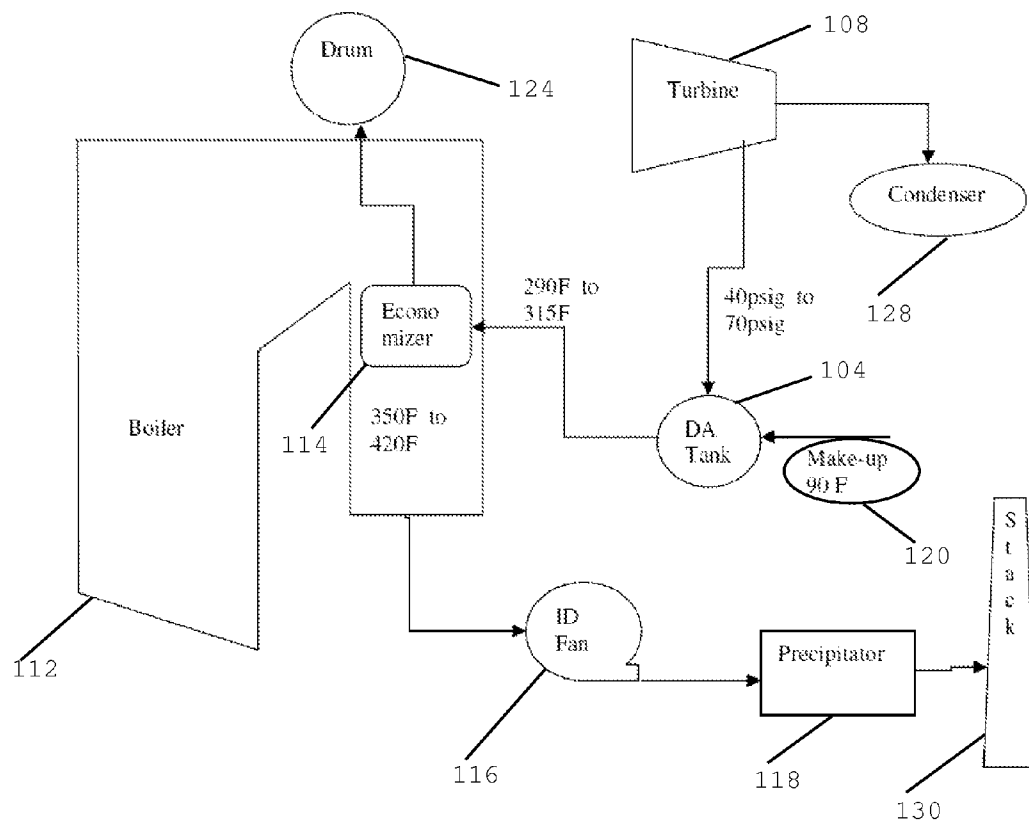 108
Drum
Turbine
124
Condenser
290F to
315F
40psig to
70psig
128
Econo
mizer
104
350F to
420F
Boiler
114
DA
Tank
Make-up
90 F
120
S
t
a
c
k
ID
Fan
Precipitator
112
116
118
130